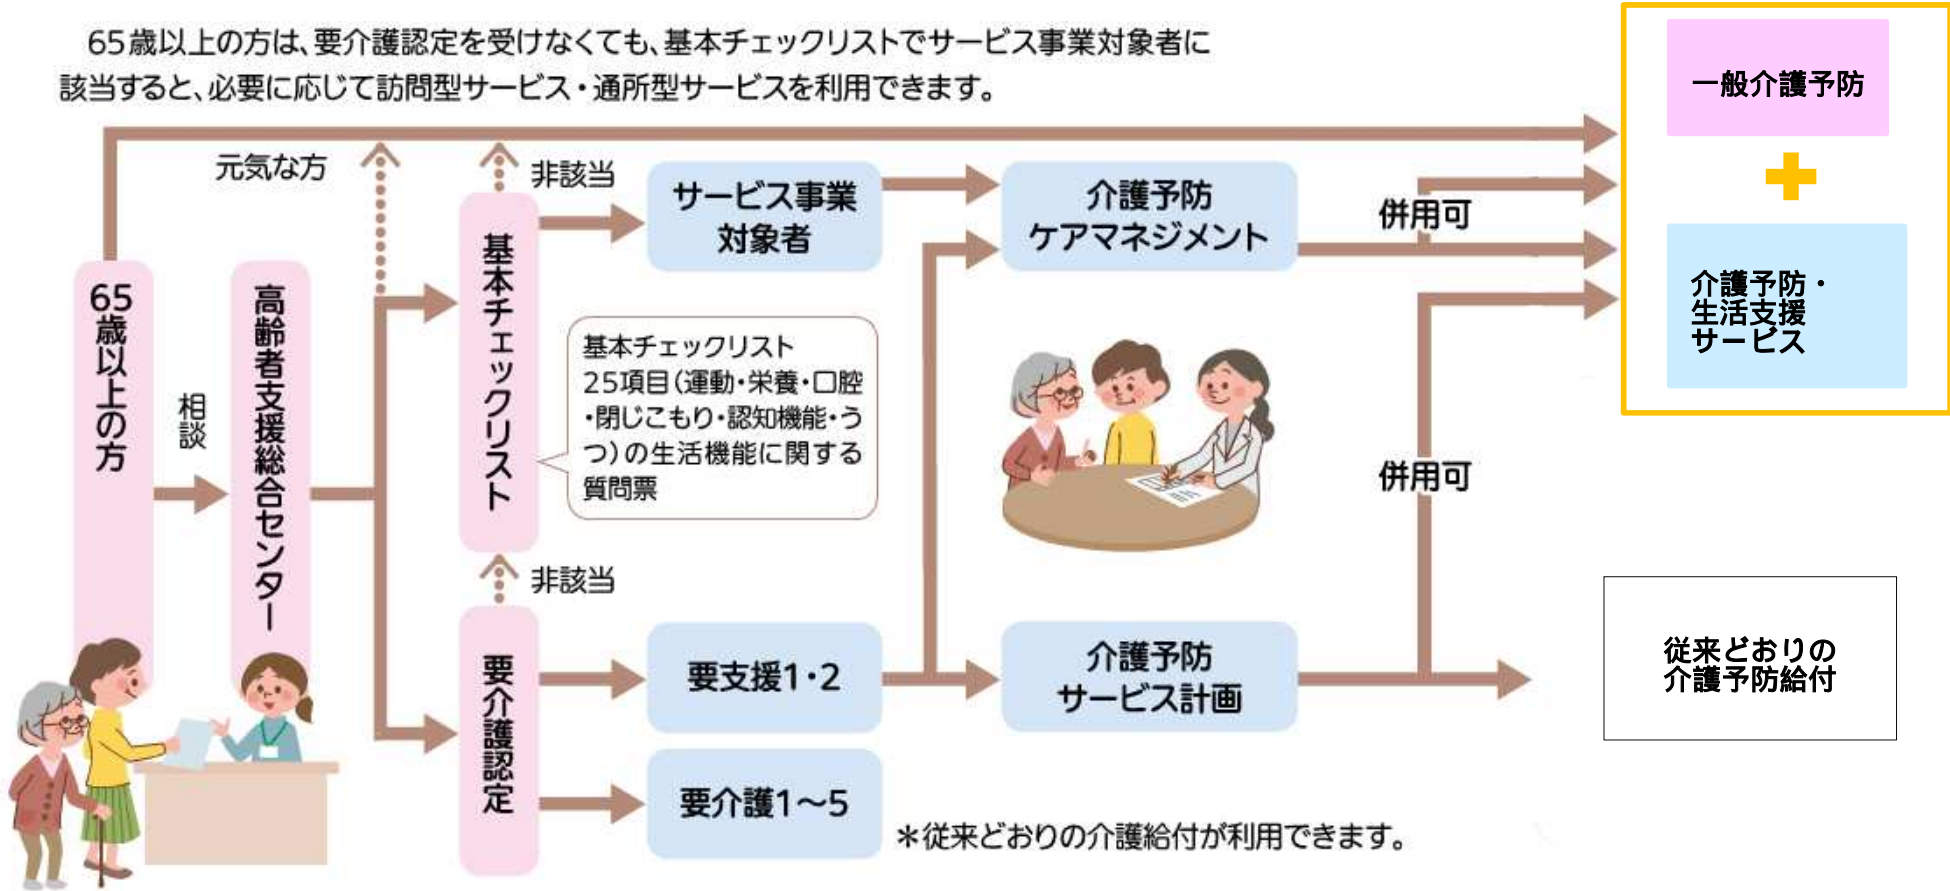 65歳以上の方は、要介護認定を受けなくても、基本チェックリストでサービス事業対象者に
該当すると、必要に応じて訪問型サービス・通所型サービスを利用できます。
元気な方
65歳以上の方
相談
高齢者支援総合センター
非該当
基本チェックリスト
基本チェックリスト
25項目(運動・栄養・口腔
・閉じこもり・認知機能・う
つ)の生活機能に関する
質問票
非該当
要介護認定
サービス事業
対象者
要支援1・2
要介護1〜5
介護予防
ケアマネジメント
介護予防
サービス計画
併用可
併用可
一般介護予防
介護予防・
生活支援
サービス
従来どおりの
介護予防給付
＊従来どおりの介護給付が利用できます。